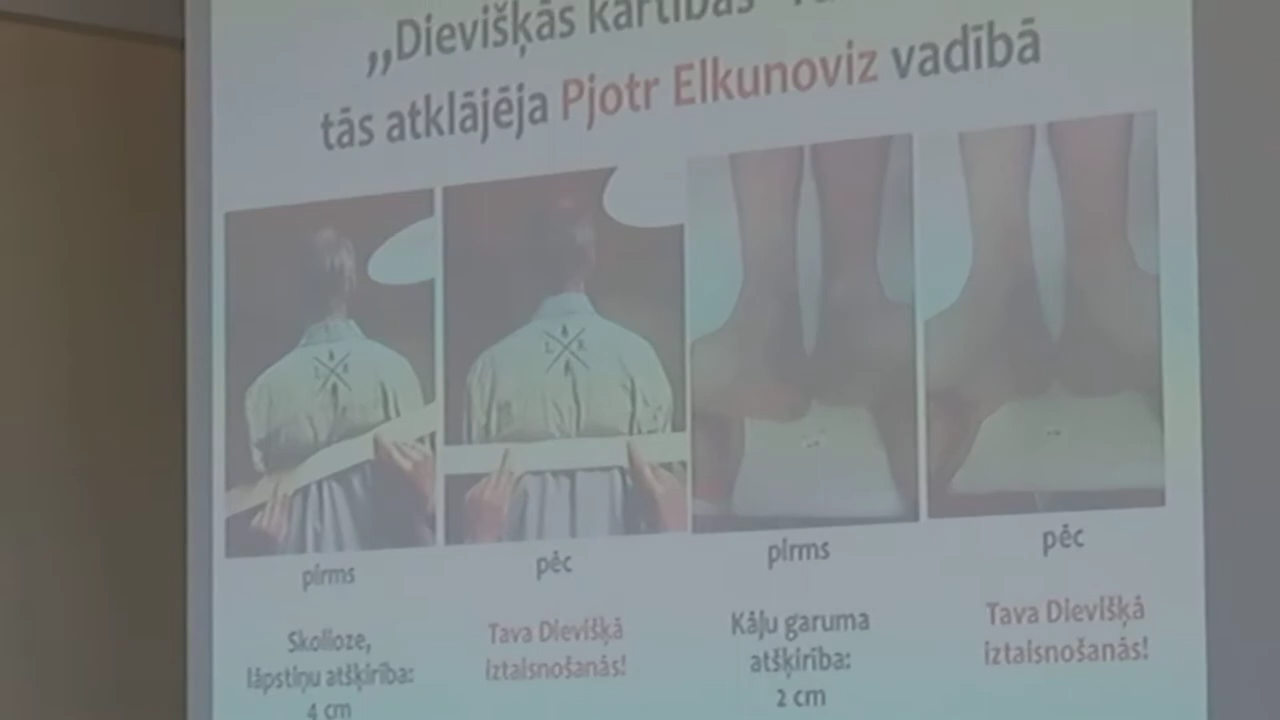 „Dievišķās kārtības"
tās atklājēja Pjotr Elkunoviz vadībā
pirms
pēc
pirms
pēc
Skolioze,
lāpstiņu atšķirība:
4 cm
Tava Dievišķā
iztaisnošanās!
Kāju garuma
atšķirība:
2 cm
Tava Dievišķā
iztaisnošanās!